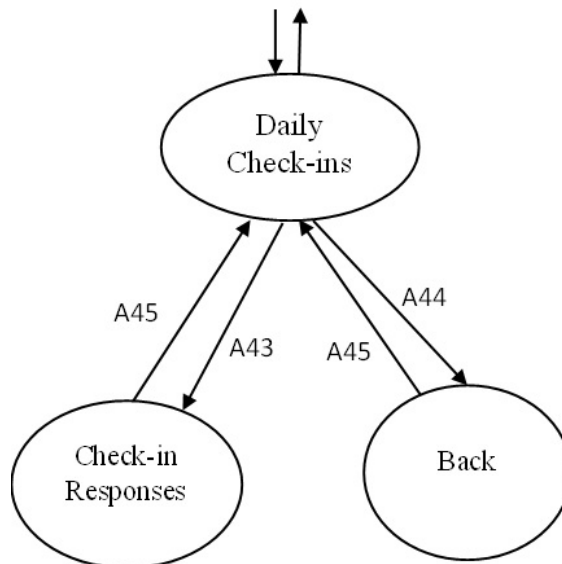 Daily
Check-ins
A45
A43
A45
A44
Check-in
Responses
Back